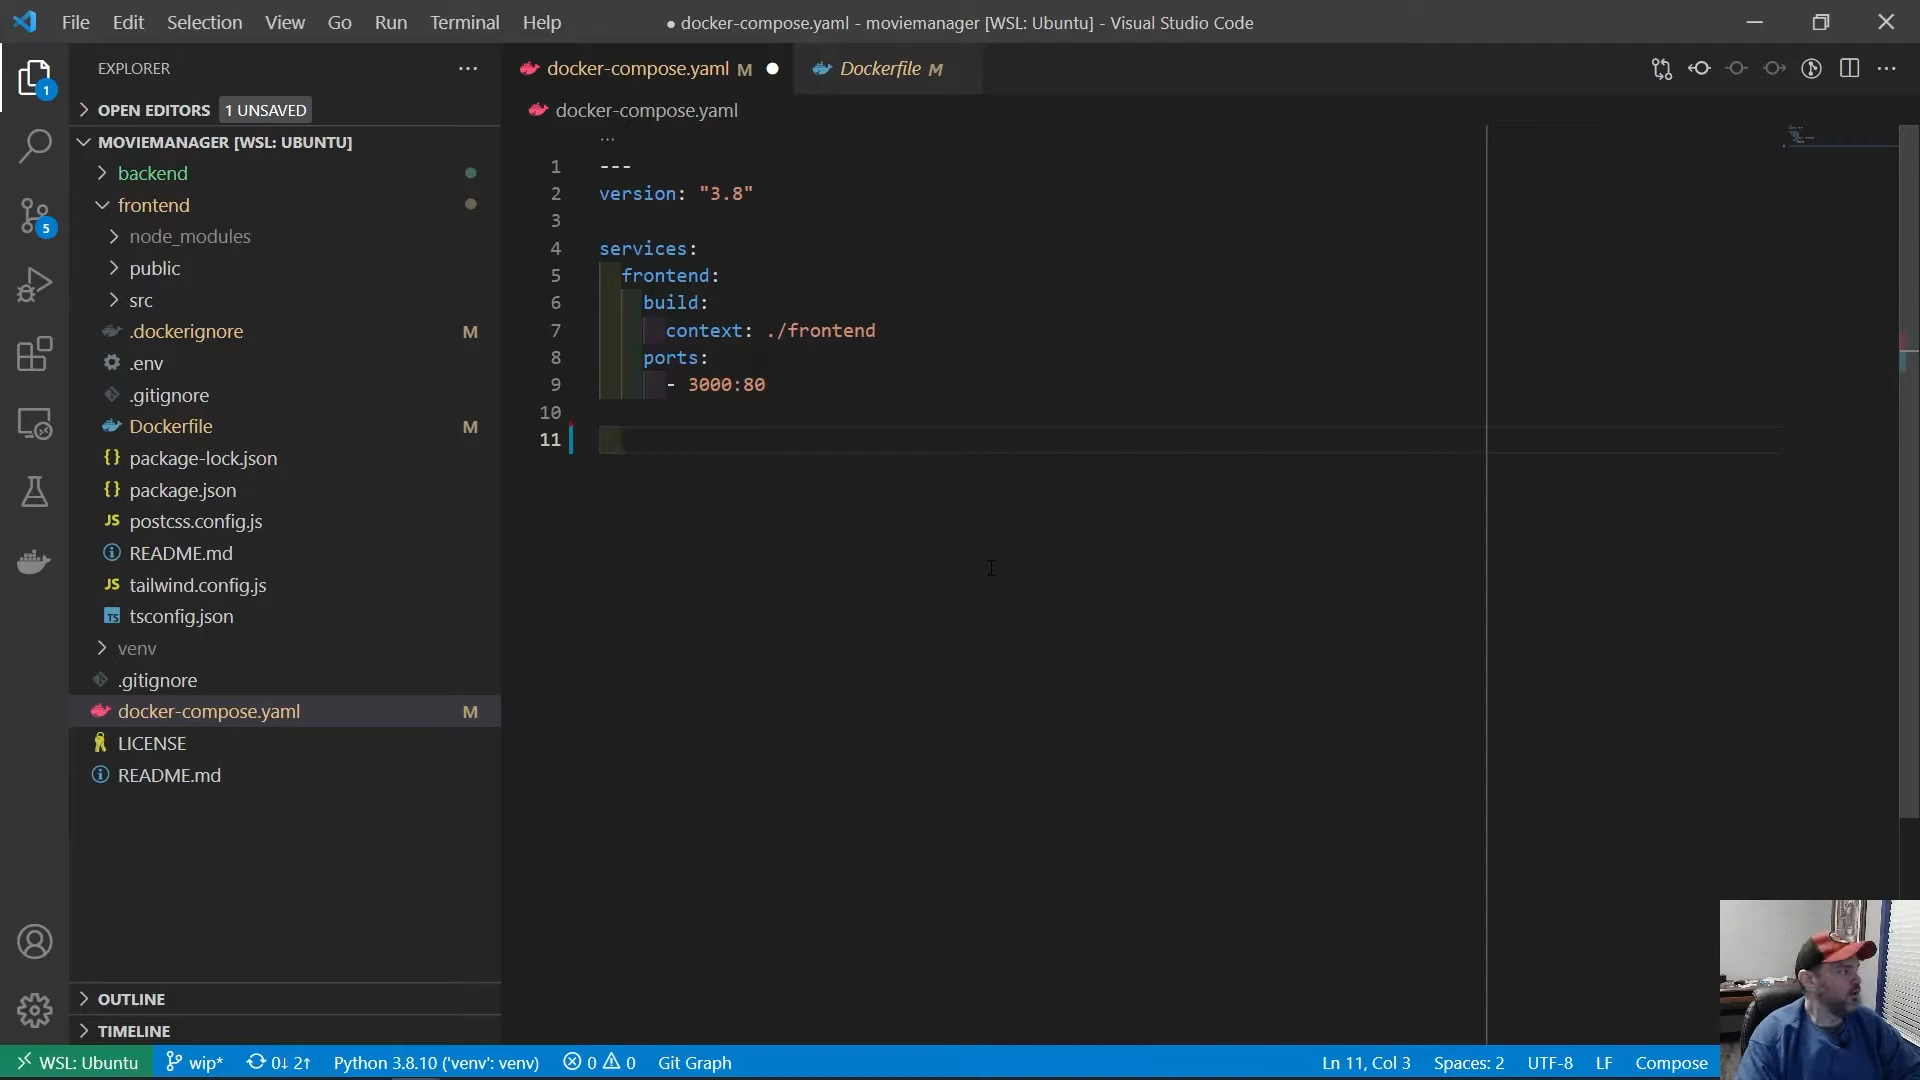 File Edit Selection View Go Run Terminal Help
● docker-compose.yaml - moviemanager [WSL: Ubuntu] - Visual Studio Code
EXPLORER
docker-compose.yaml M
Dockerfile M
OPEN EDITORS 1 UNSAVED
docker-compose.yaml
MOVIEMANAGER [WSL: UBUNTU]
backend
frontend
node_modules
public
src
.dockerignore M
.env
.gitignore
Dockerfile M
package-lock.json
package.json
postcss.config.js
README.md
tailwind.config.js
tsconfig.json
venv
.gitignore
docker-compose.yaml M
LICENSE
README.md
OUTLINE
TIMELINE
1
5
...
1 ---
2 version: "3.8"
3
4 services:
5 frontend:
6 build:
7 context: ./frontend
8 ports:
9 - 3000:80
10
11
WSL: Ubuntu wip* 0↓ 2↑ Python 3.8.10 ('venv': venv) 0 0 Git Graph Ln 11, Col 3 Spaces: 2 UTF-8 LF Compose